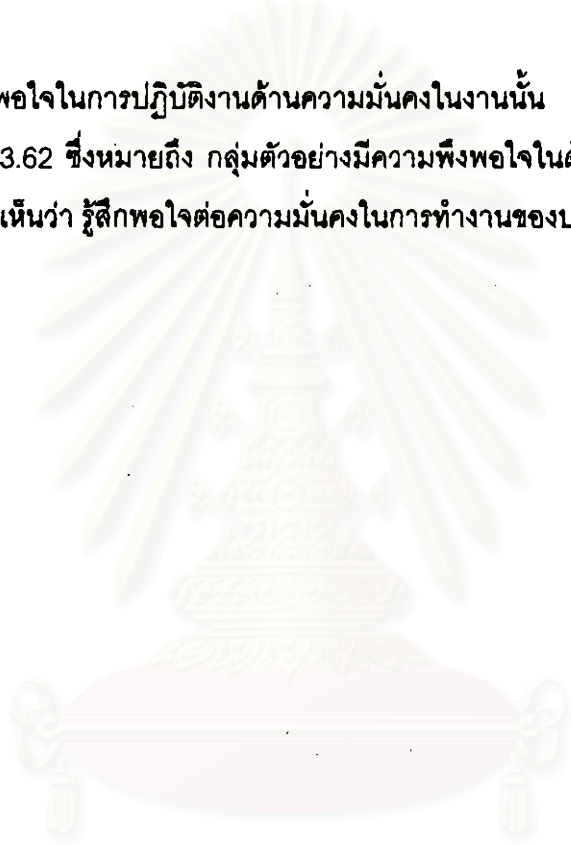 พอใจในการปฏิบัติงานด้านความมั่นคงในงานนั้น
3.62 ซึ่งหมายถึง กลุ่มตัวอย่างมีความพึงพอใจในด้
เห็นว่า รู้สึกพอใจต่อความมั่นคงในการทำงานของบ